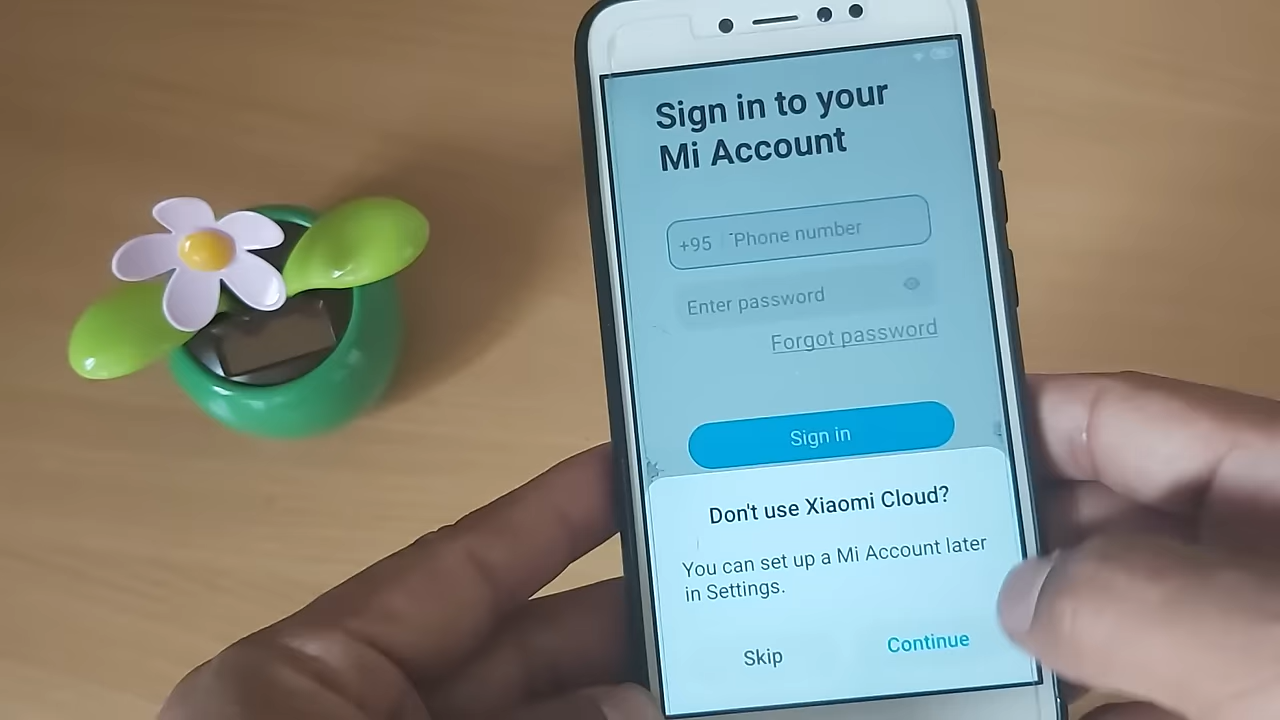 Sign in to your
Mi Account
+95 Phone number
Enter password
Forgot password
Sign in
Don't use Xiaomi Cloud?
You can set up a Mi Account later
in Settings.
Skip Continue